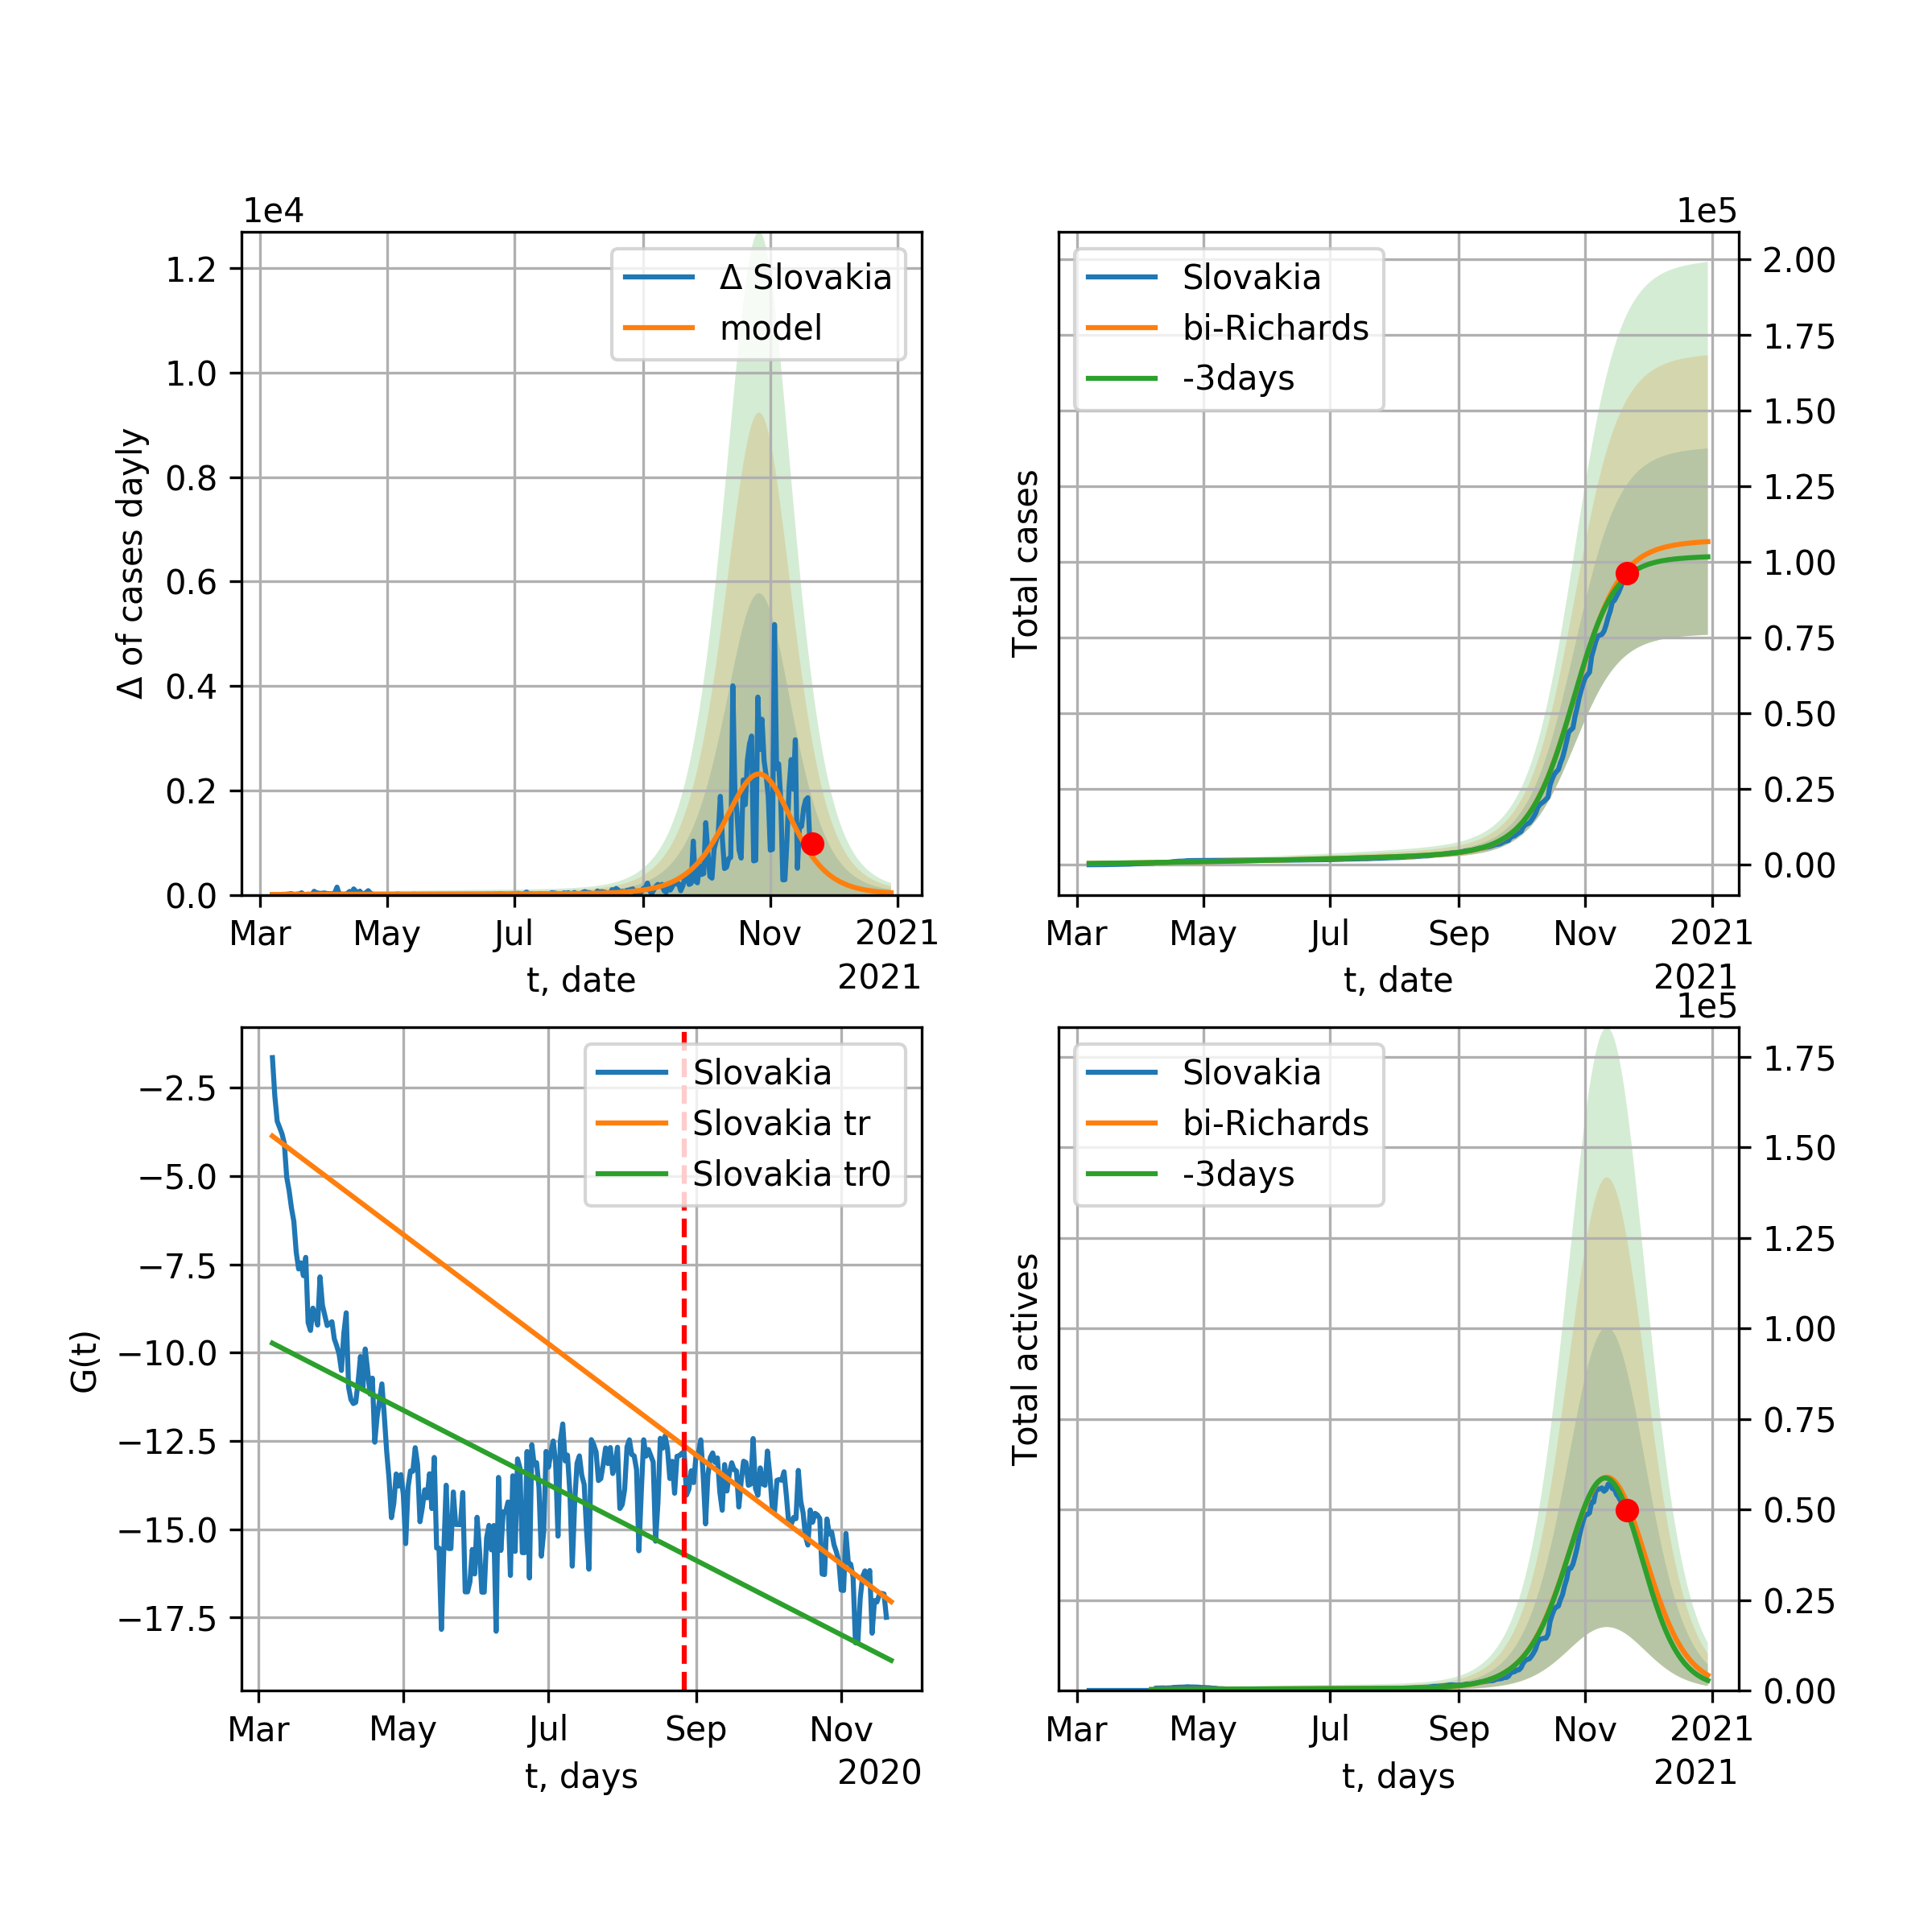 1e4
Δ of cases dayly
1.2
1.0
0.8
0.6
0.4
0.2
0.0
Δ Slovakia
model
Mar May Jul Sep Nov 2021
t, date 2021
1e5
Total cases
Slovakia
bi-Richards
-3days
2.00
1.75
1.50
1.25
1.00
0.75
0.50
0.25
0.00
Mar May Jul Sep Nov 2021
t, date 2021
G(t)
−2.5
−5.0
−7.5
−10.0
−12.5
−15.0
−17.5
Slovakia
Slovakia tr
Slovakia tr0
Mar May Jul Sep Nov
t, days 2020
1e5
Total actives
Slovakia
bi-Richards
-3days
1.75
1.50
1.25
1.00
0.75
0.50
0.25
0.00
Mar May Jul Sep Nov 2021
t, days 2021